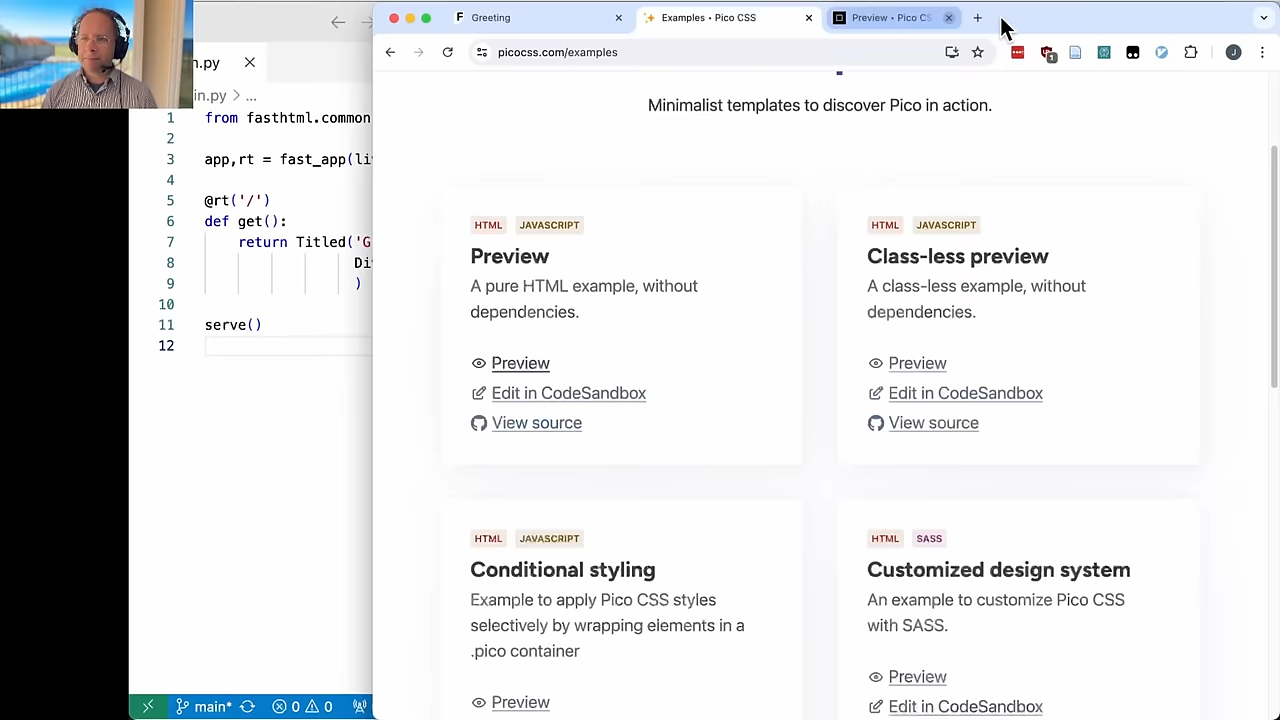 Greeting
Examples • Pico CSS
Preview • Pico CS
picocss.com/examples
1
J
n.py
in.py > ...
1 from fasthtml.common
2
3 app,rt = fast_app(li
4
5 @rt('/')
6 def get():
7 return Titled('G
8 Di
9 )
10
11 serve()
12
main*
0
0
Minimalist templates to discover Pico in action.
HTML JAVASCRIPT
Preview
A pure HTML example, without
dependencies.
Preview
Edit in CodeSandbox
View source
HTML JAVASCRIPT
Class-less preview
A class-less example, without
dependencies.
Preview
Edit in CodeSandbox
View source
HTML JAVASCRIPT
Conditional styling
Example to apply Pico CSS styles
selectively by wrapping elements in a
.pico container
Preview
HTML SASS
Customized design system
An example to customize Pico CSS
with SASS.
Preview
Edit in CodeSandbox